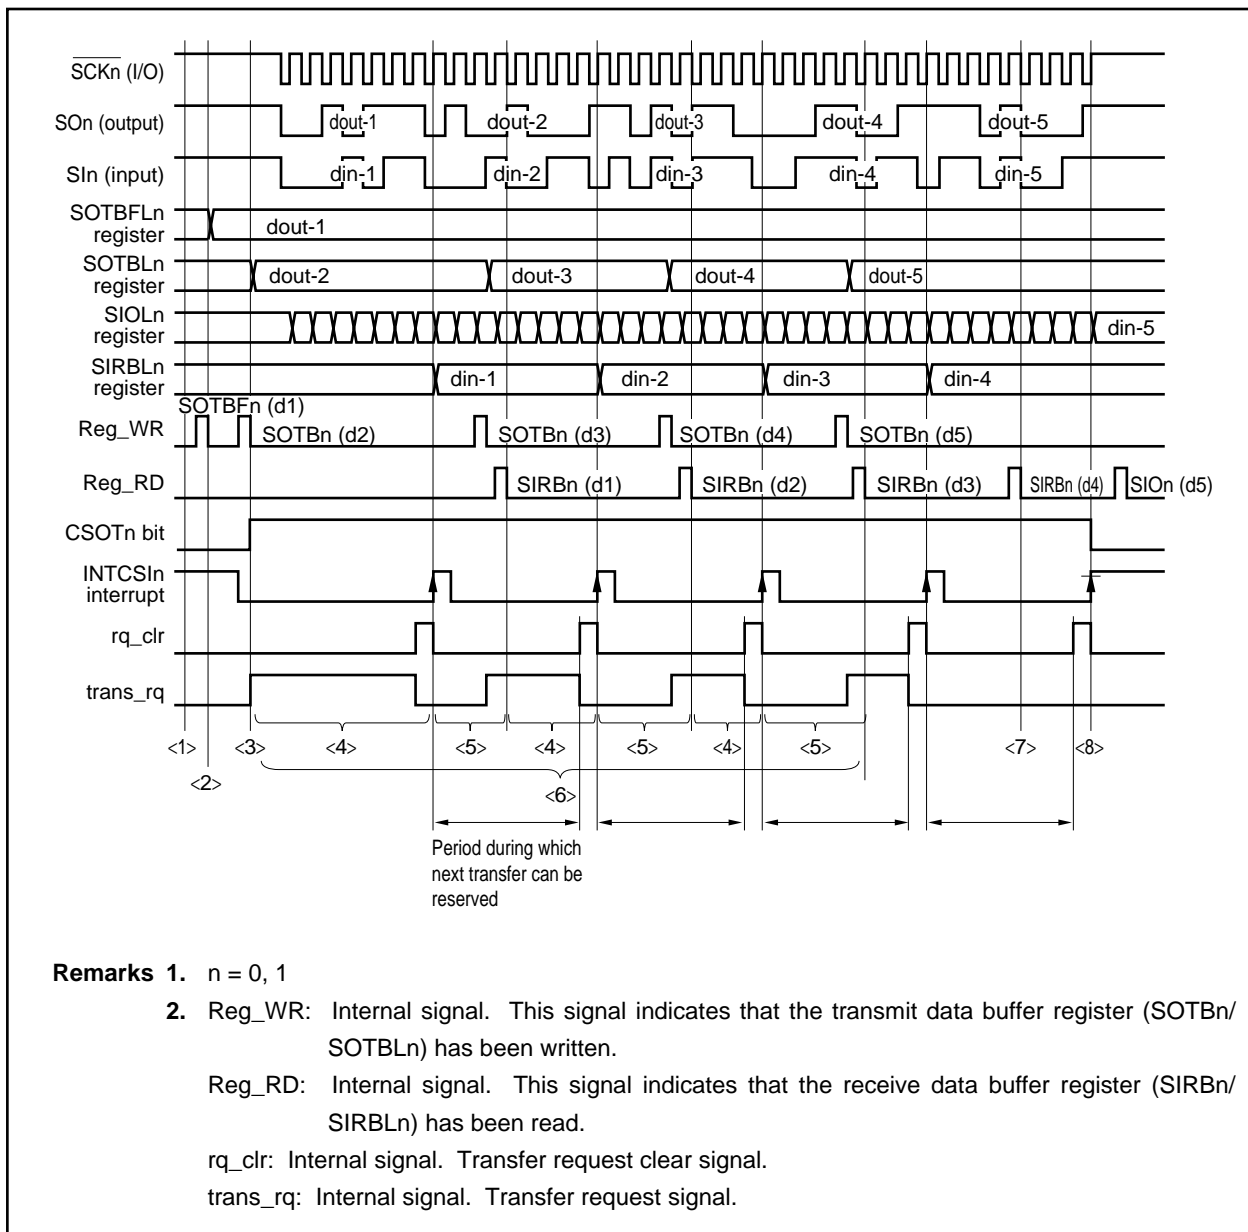 SCKn (I/O)
SOn (output) dout-1 dout-2 dout-3 dout-4 dout-5
SIn (input) din-1 din-2 din-3 din-4 din-5
SOTBFLn
register
dout-1
SOTBLn
register
dout-2 dout-3 dout-4 dout-5
SIOLn
register
din-5
SIRBLn
register
din-1 din-2 din-3 din-4
SOTBFn (d1)
Reg_WR SOTBn (d2) SOTBn (d3) SOTBn (d4) SOTBn (d5)
Reg_RD SIRBn (d1) SIRBn (d2) SIRBn (d3) SIRBn (d4) SIOn (d5)
CSOTn bit
INTCSIn
interrupt
rq_clr
trans_rq
<1> <3> <4> <5> <4> <5> <4> <5> <7> <8>
<2>
<6>
Period during which
next transfer can be
reserved
Remarks 1. n = 0, 1
2. Reg_WR: Internal signal. This signal indicates that the transmit data buffer register (SOTBn/
SOTBLn) has been written.
Reg_RD: Internal signal. This signal indicates that the receive data buffer register (SIRBn/
SIRBLn) has been read.
rq_clr: Internal signal. Transfer request clear signal.
trans_rq: Internal signal. Transfer request signal.